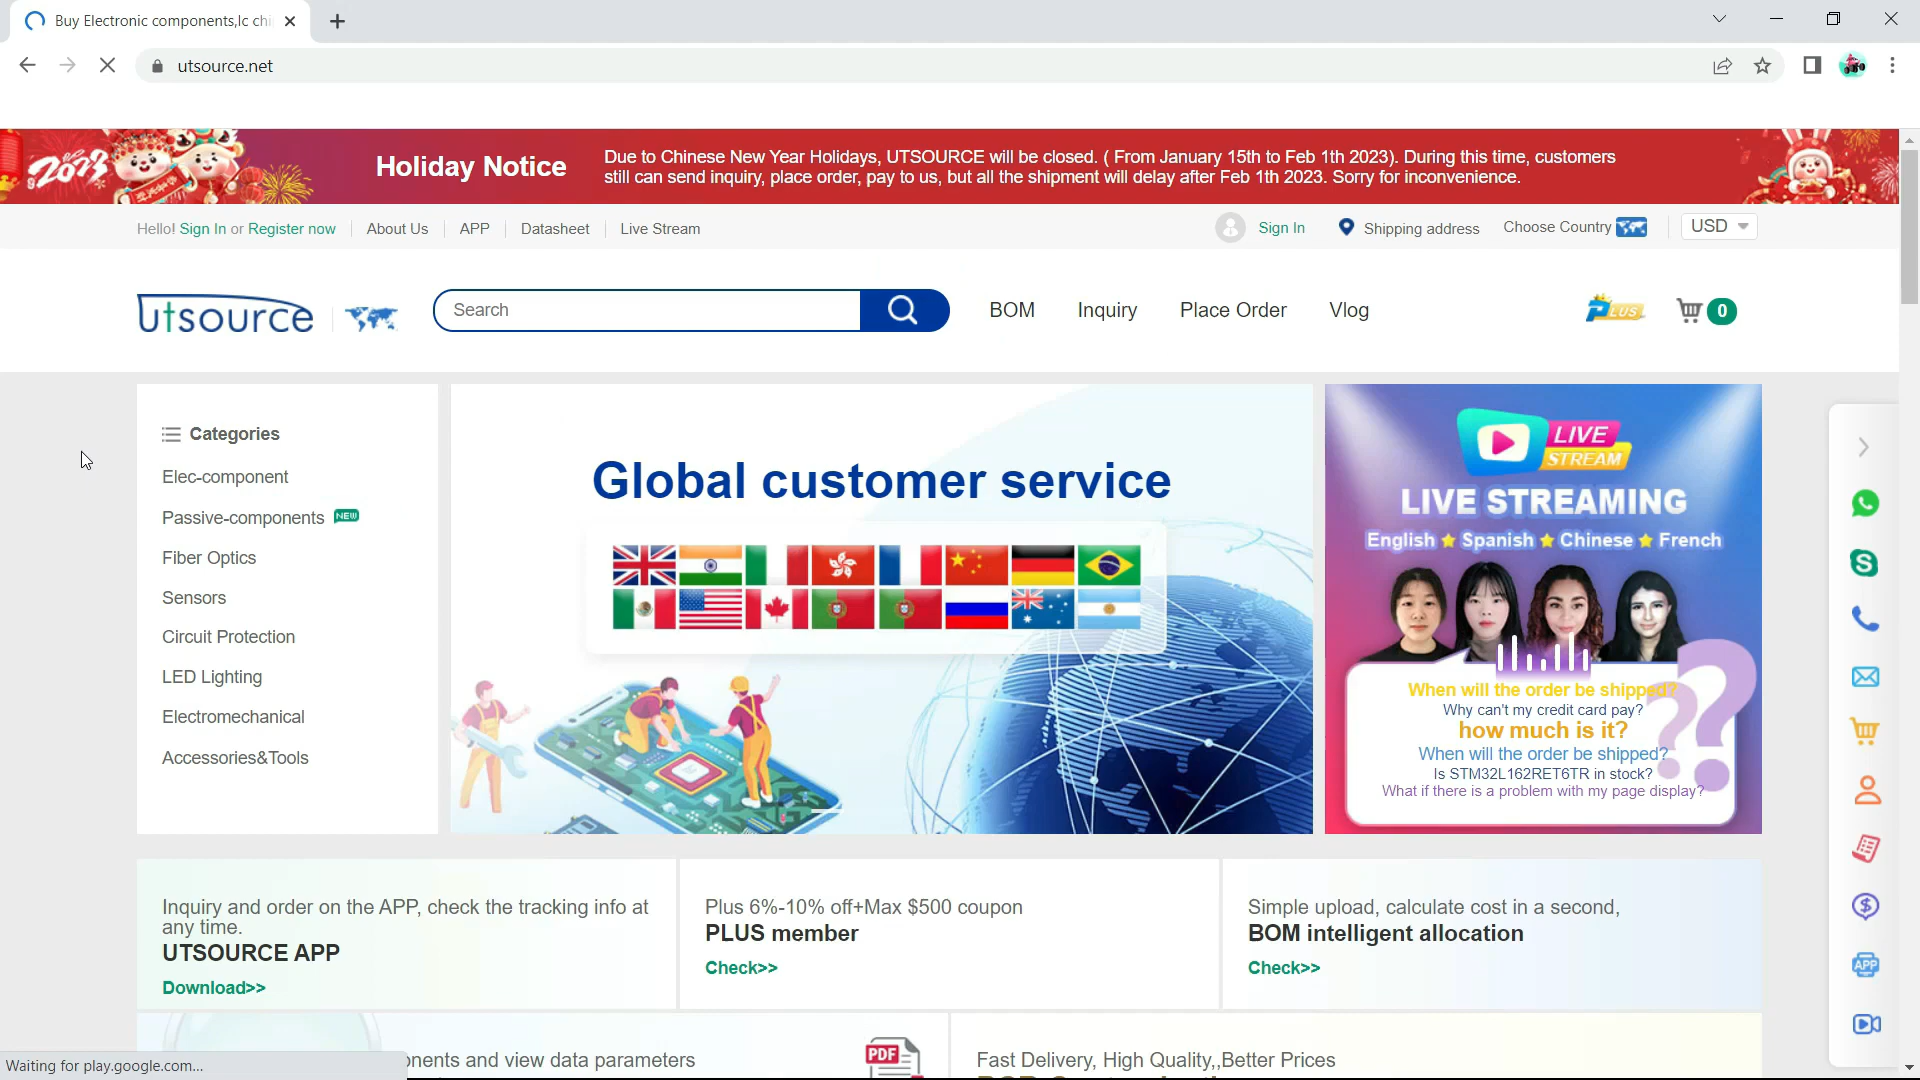 Buy Electronic components,Ic chi
utsource.net
2023
Holiday Notice
Due to Chinese New Year Holidays, UTSOURCE will be closed. ( From January 15th to Feb 1th 2023). During this time, customers
still can send inquiry, place order, pay to us, but all the shipment will delay after Feb 1th 2023. Sorry for inconvenience.
Hello! Sign In or Register now
About Us
APP
Datasheet
Live Stream
Sign In
Shipping address
Choose Country
USD
utsource
Search
BOM
Inquiry
Place Order
Vlog
PLUS
0
Categories
Elec-component
Passive-components NEW
Fiber Optics
Sensors
Circuit Protection
LED Lighting
Electromechanical
Accessories&Tools
Global customer service
LIVE
STREAM
LIVE STREAMING
English ★ Spanish ★ Chinese ★ French
When will the order be shipped?
Why can't my credit card pay?
how much is it?
When will the order be shipped?
Is STM32L162RET6TR in stock?
What if there is a problem with my page display?
Inquiry and order on the APP, check the tracking info at
any time.
UTSOURCE APP
Download>>
Plus 6%-10% off+Max $500 coupon
PLUS member
Check>>
Simple upload, calculate cost in a second,
BOM intelligent allocation
Check>>
APP
onents and view data parameters
PDF
Fast Delivery, High Quality,,Better Prices
Waiting for play.google.com...